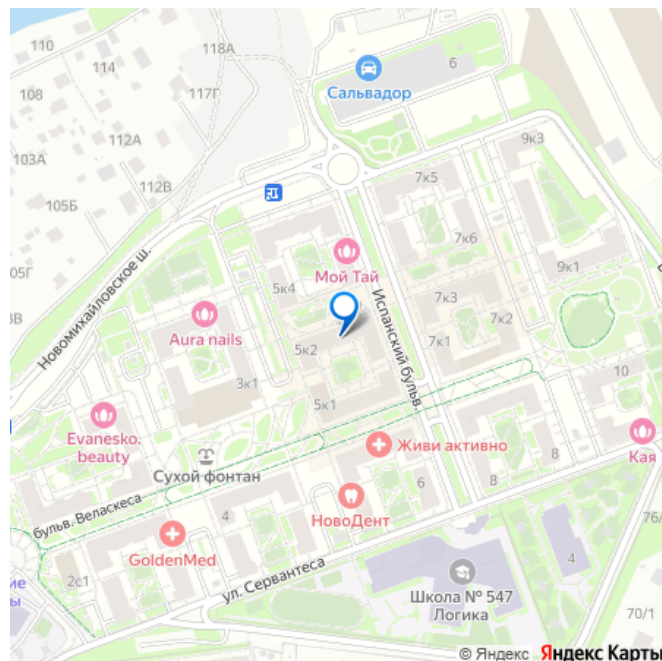 110
118А
114
117Г
108
6
Сальвадор
112А
9к3
103А
112В
7к5
105Б
7к6
05Г
Мой Тай
9к1
5к4
Новомихайловское ш.
Испанский бульв.
7к3
7к2
Aura nails
5к2
7к1
3к1
5к1
10
Evanesko.
beauty
Живи активно
Кая
Сухой фонтан
8
8
6
бульв. Веласкеса
4
НовоДент
76/
GoldenMed
ул. Сервантеса
4
2с1
Школа № 547
Логика
70/1
© Яндекс Яндекс Карты